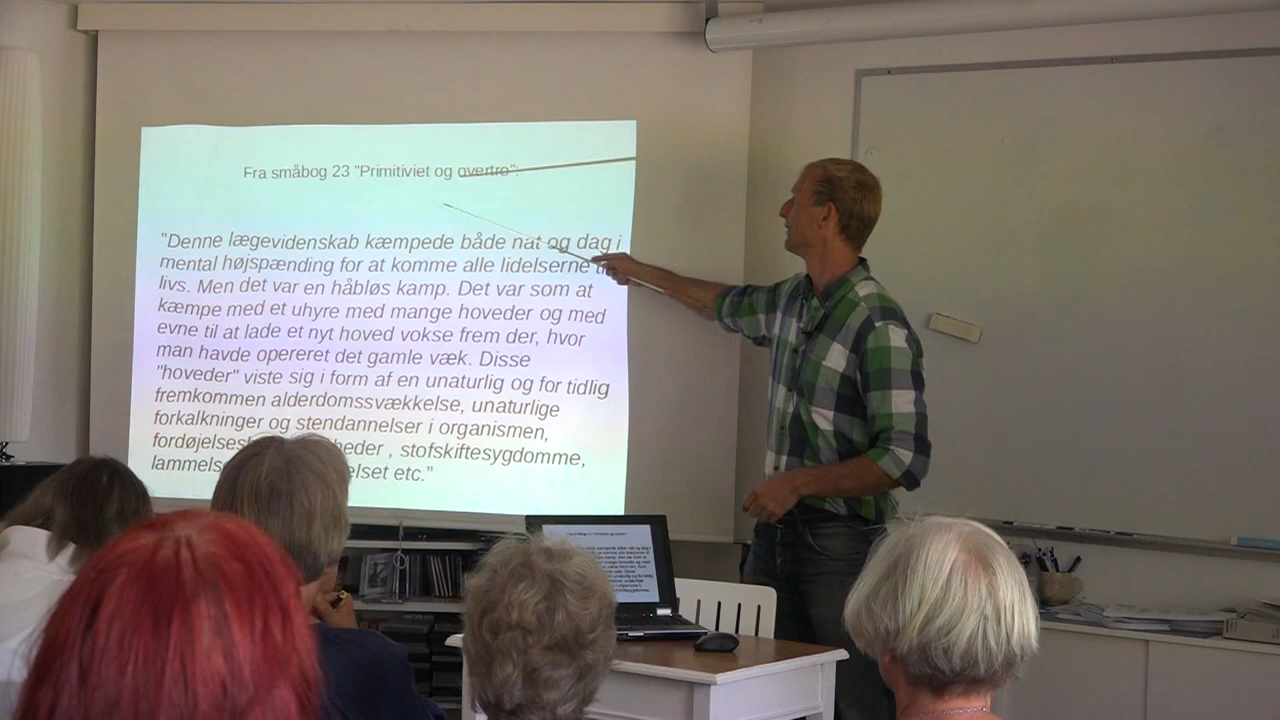 Fra småbog 23 "Primitiviet og overtro":
"Denne lægevidenskab kæmpede både nat og dag i
mental højspænding for at komme alle lidelserne
livs. Men det var en håbløs kamp. Det var som at
kæmpe med et uhyre med mange hoveder og med
evne til at lade et nyt hoved vokse frem der, hvor
man havde opereret det gamle væk. Disse
"hoveder" viste sig i form af en unaturlig og for tidlig
fremkommen alderdomssvækkelse, unaturlige
forkalkninger og stendannelser i organismen,
, stofskiftesygdomme,
etc."